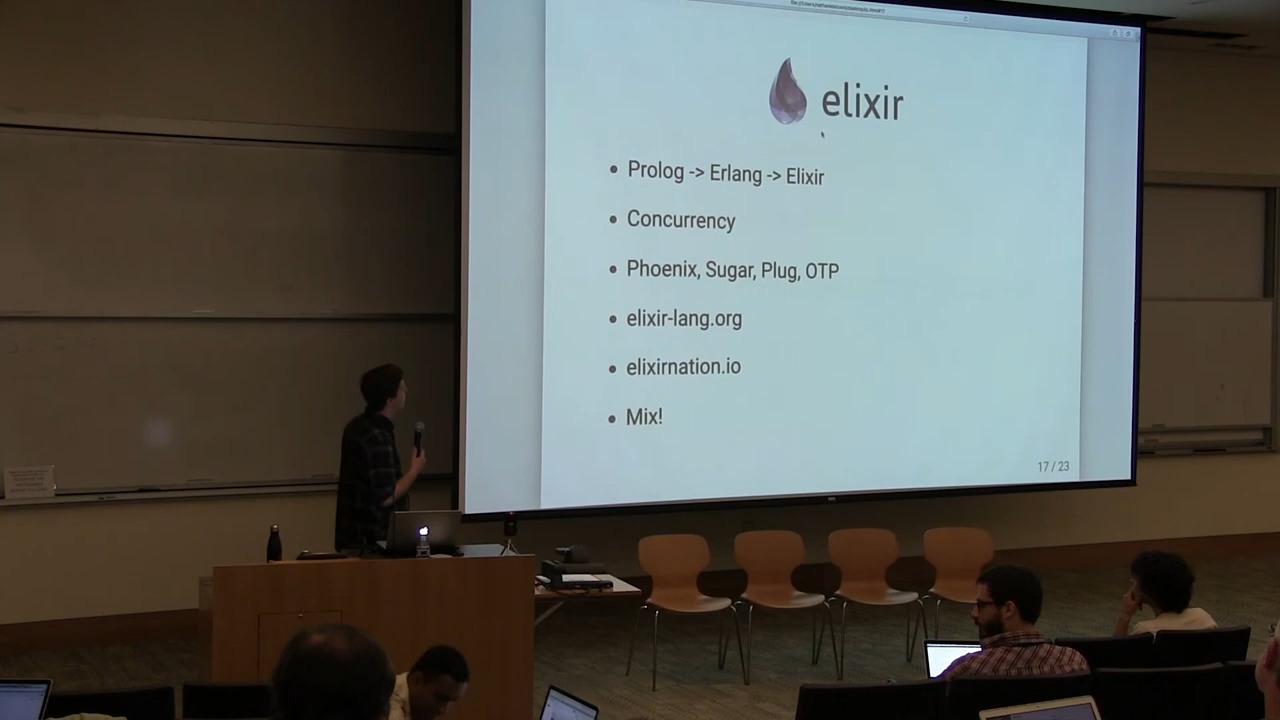 elixir
Prolog -> Erlang -> Elixir
Concurrency
Phoenix, Sugar, Plug, OTP
elixir-lang.org
elixirnation.io
Mix!
17 / 23